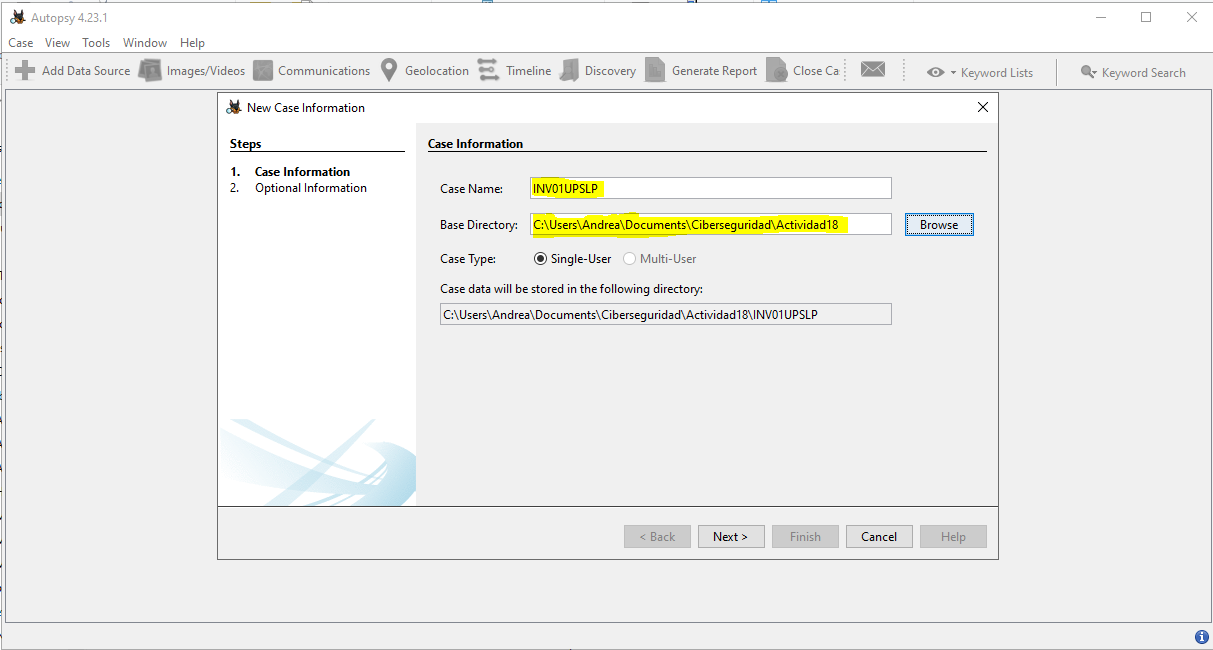 Autopsy 4.23.1
Case View Tools Window Help
Add Data Source Images/Videos Communications Geolocation Timeline Discovery Generate Report Close Ca Keyword Lists Keyword Search
New Case Information
Steps
1. Case Information
2. Optional Information
Case Information
Case Name: INV01UPSLP
Base Directory: C:\Users\Andrea\Documents\Ciberseguridad\Actividad18 Browse
Case Type: Single-User Multi-User
Case data will be stored in the following directory:
C:\Users\Andrea\Documents\Ciberseguridad\Actividad18\INV01UPSLP
< Back Next > Finish Cancel Help